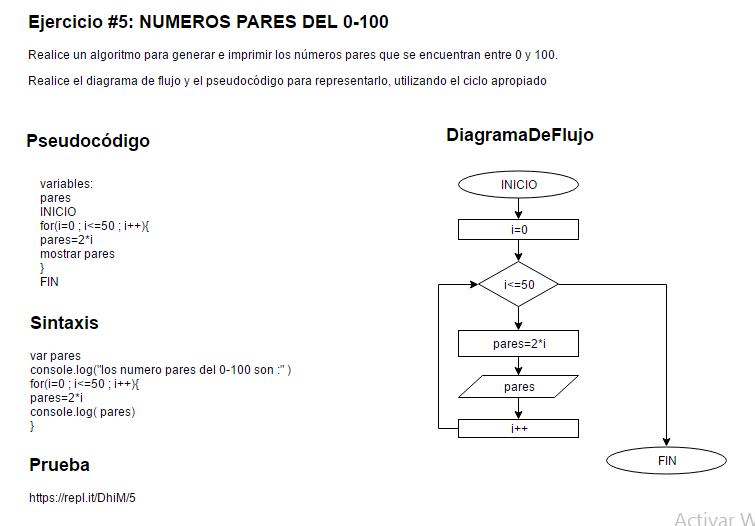 Ejercicio #5: NUMEROS PARES DEL 0-100
Realice un algoritmo para generar e imprimir los números pares que se encuentran entre 0 y 100.
Realice el diagrama de flujo y el pseudocódigo para representarlo, utilizando el ciclo apropiado
Pseudocódigo
variables:
pares
INICIO
for(i=0 ; i<=50 ; i++){
pares=2*i
mostrar pares
}
FIN
Sintaxis
var pares
console.log("los numero pares del 0-100 son :" )
for(i=0 ; i<=50 ; i++){
pares=2*i
console.log( pares)
}
Prueba
https://repl.it/DhiM/5
DiagramaDeFlujo
INICIO
i=0
i<=50
pares=2*i
pares
i++
FIN
Activar W